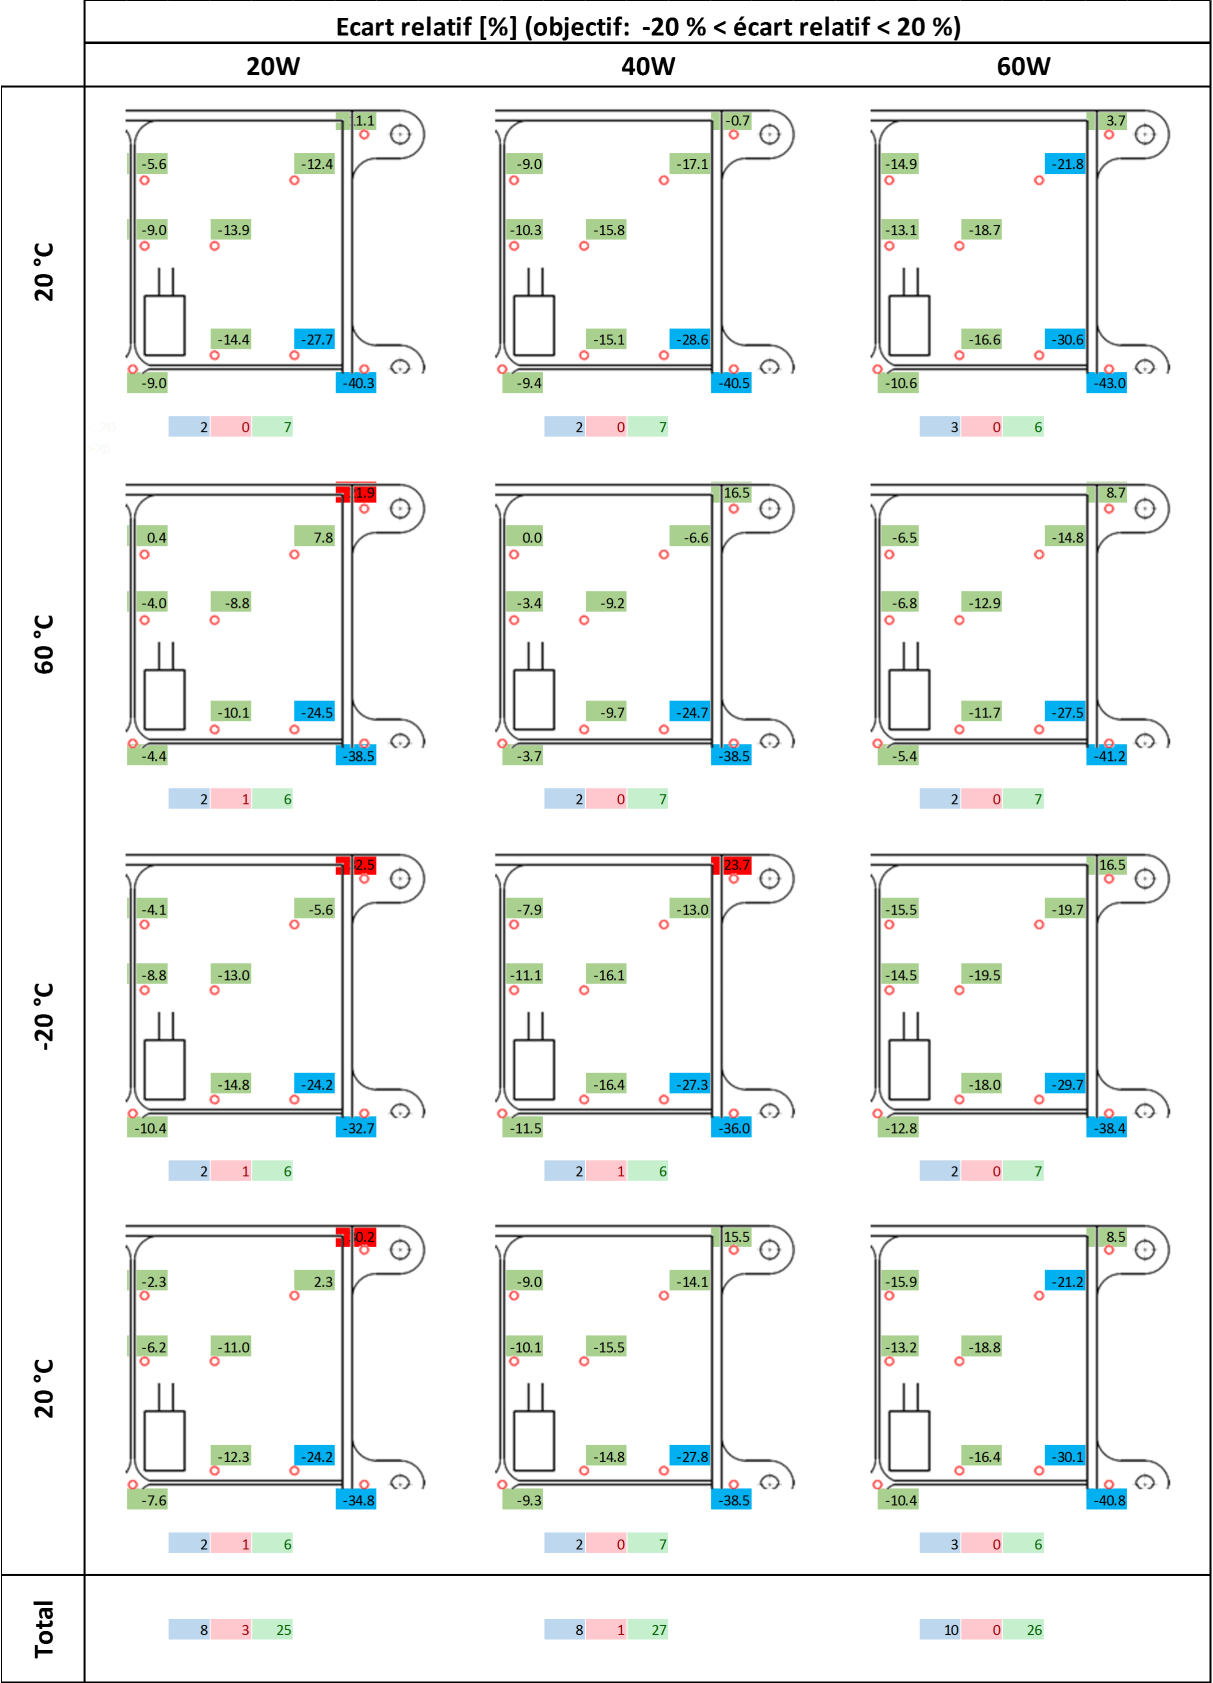 Ecart relatif [%] (objectif: -20 % < écart relatif < 20 %)
20W 40W 60W
20 °C
-0.7 3.7
-5.6 -12.4 -9.0 -17.1 -14.9 -21.8
-9.0 -13.9 -10.3 -15.8 -13.1 -18.7
-14.4 -27.7 -15.1 -28.6 -16.6 -30.6
-9.0 -40.3 -9.4 -40.5 -10.6 -43.0
2 0 7 2 0 7 3 0 6
60 °C
16.5 8.7
0.4 7.8 0.0 -6.6 -6.5 -14.8
-4.0 -8.8 -3.4 -9.2 -6.8 -12.9
-10.1 -24.5 -9.7 -24.7 -11.7 -27.5
-4.4 -38.5 -3.7 -38.5 -5.4 -41.2
2 1 6 2 0 7 2 0 7
-20 °C
23.7 16.5
-4.1 -5.6 -7.9 -13.0 -15.5 -19.7
-8.8 -13.0 -11.1 -16.1 -14.5 -19.5
-14.8 -24.2 -16.4 -27.3 -18.0 -29.7
-10.4 -32.7 -11.5 -36.0 -12.8 -38.4
2 1 6 2 1 6 2 0 7
20 °C
15.5 8.5
-2.3 2.3 -9.0 -14.1 -15.9 -21.2
-6.2 -11.0 -10.1 -15.5 -13.2 -18.8
-12.3 -24.2 -14.8 -27.8 -16.4 -30.1
-7.6 -34.8 -9.3 -38.5 -10.4 -40.8
2 1 6 2 0 7 3 0 6
Total
8 3 25 8 1 27 10 0 26